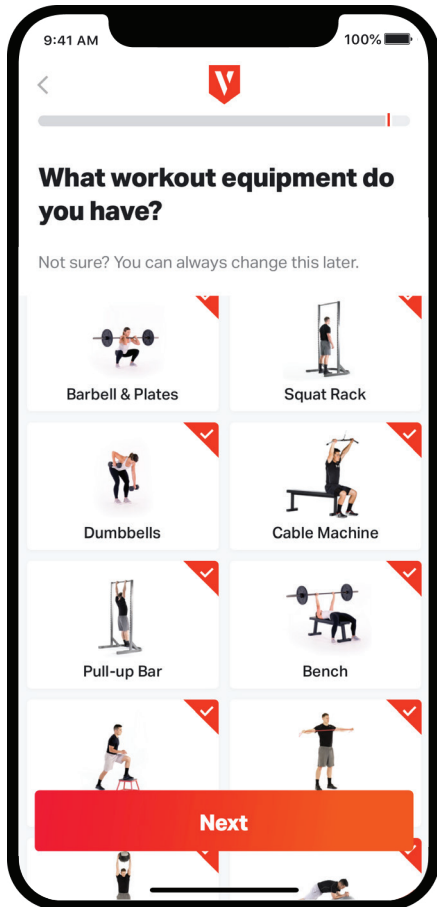 9:41 AM 100%
V
What workout equipment do
you have?
Not sure? You can always change this later.
Barbell & Plates Squat Rack
Dumbbells Cable Machine
Pull-up Bar Bench
Next